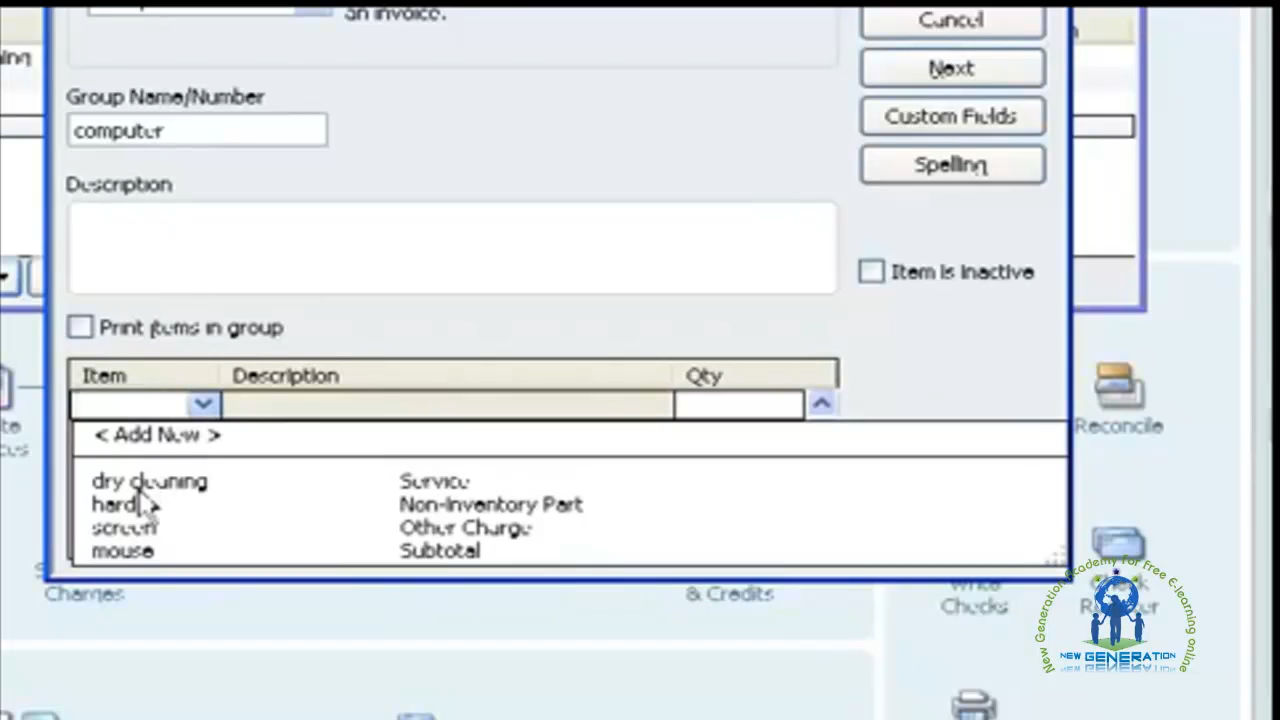 an invoice.
Cancel
Next
Group Name/Number
computer
Custom Fields
Spelling
Description
Item is inactive
Print items in group
Item Description Qty
< Add New >
dry cleaning Service
hard Non-Inventory Part
screen Other Charge
mouse Subtotal
Reconcile
Charges
& Credits
Write
Checks
Check
New Generation Academy For Free E-learning online
NEW GENERATION